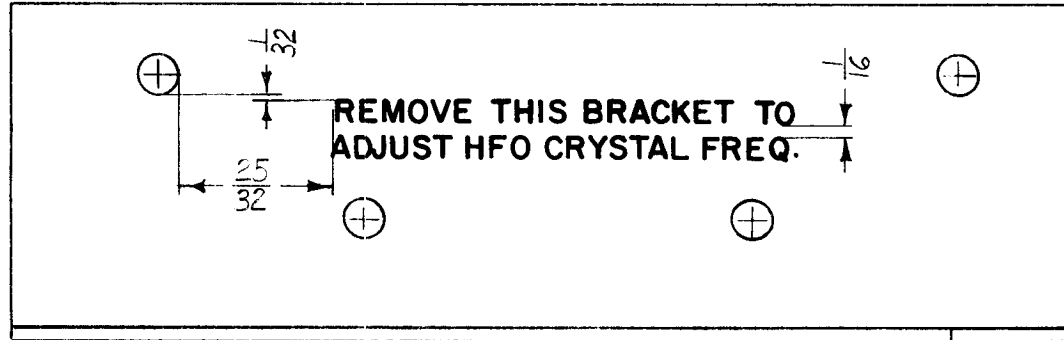 1/32
1/16
REMOVE THIS BRACKET TO
ADJUST HFO CRYSTAL FREQ.
25/32